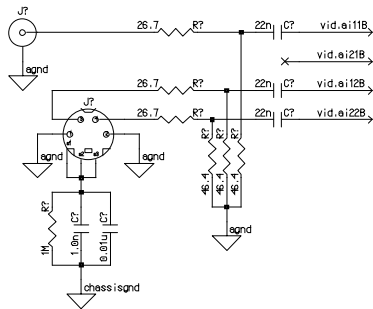 J?
26.7 R? 22n C? vid.ai11B
agnd
vid.ai21B
J?
26.7 R? 22n C? vid.ai12B
26.7 R? 22n C? vid.ai22B
agnd
agnd
R? R? R?
46.4 46.4 46.4
R? C? C?
1M 1.0n 0.01u
agnd
chassisgnd